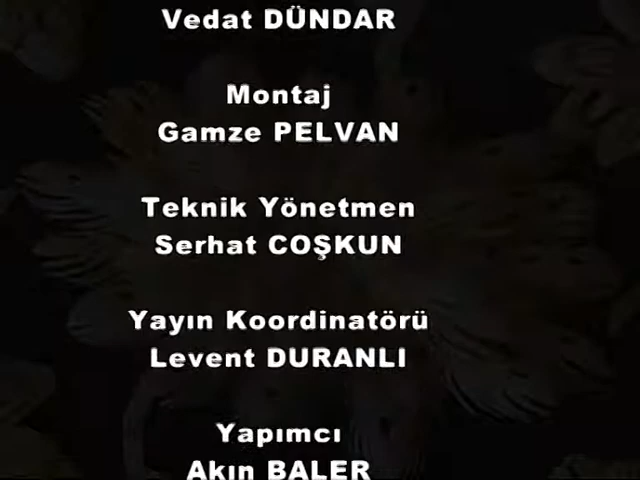 Vedat DÜNDAR
Montaj
Gamze PELVAN
Teknik Yönetmen
Serhat COŞKUN
Yayın Koordinatörü
Levent DURANLI
Yapımcı
Akın BALER